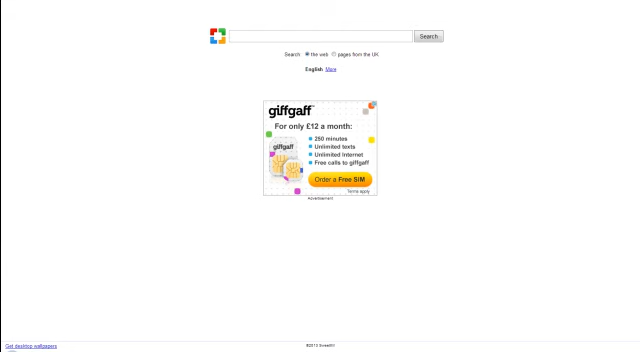 Search
Search the web pages from the UK
English More
giffgaff™
For only £12 a month:
250 minutes
Unlimited texts
Unlimited Internet
Free calls to giffgaff
giffgaff
Order a Free SIM
Terms apply
Advertisement
Get desktop wallpapers
©2013 SweetIM